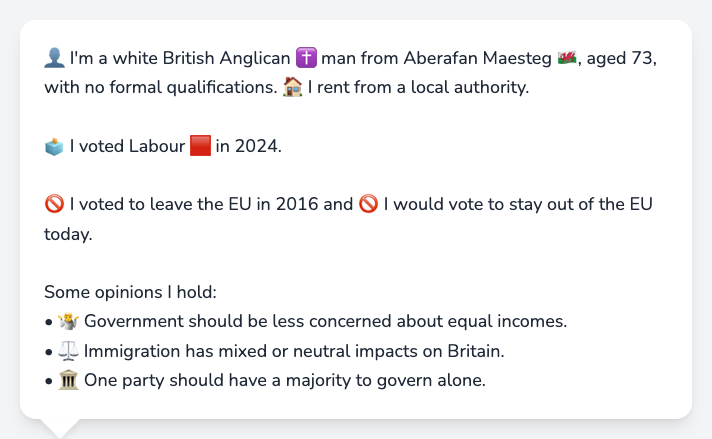 👤 I'm a white British Anglican ✝️ man from Aberafan Maesteg 🏴󠁧󠁢󠁷󠁬󠁳󠁿, aged 73,
with no formal qualifications. 🏠 I rent from a local authority.
🗳️ I voted Labour 🟥 in 2024.
🚫 I voted to leave the EU in 2016 and 🚫 I would vote to stay out of the EU
today.
Some opinions I hold:
• 🤷 Government should be less concerned about equal incomes.
• ⚖️ Immigration has mixed or neutral impacts on Britain.
• 🏛️ One party should have a majority to govern alone.